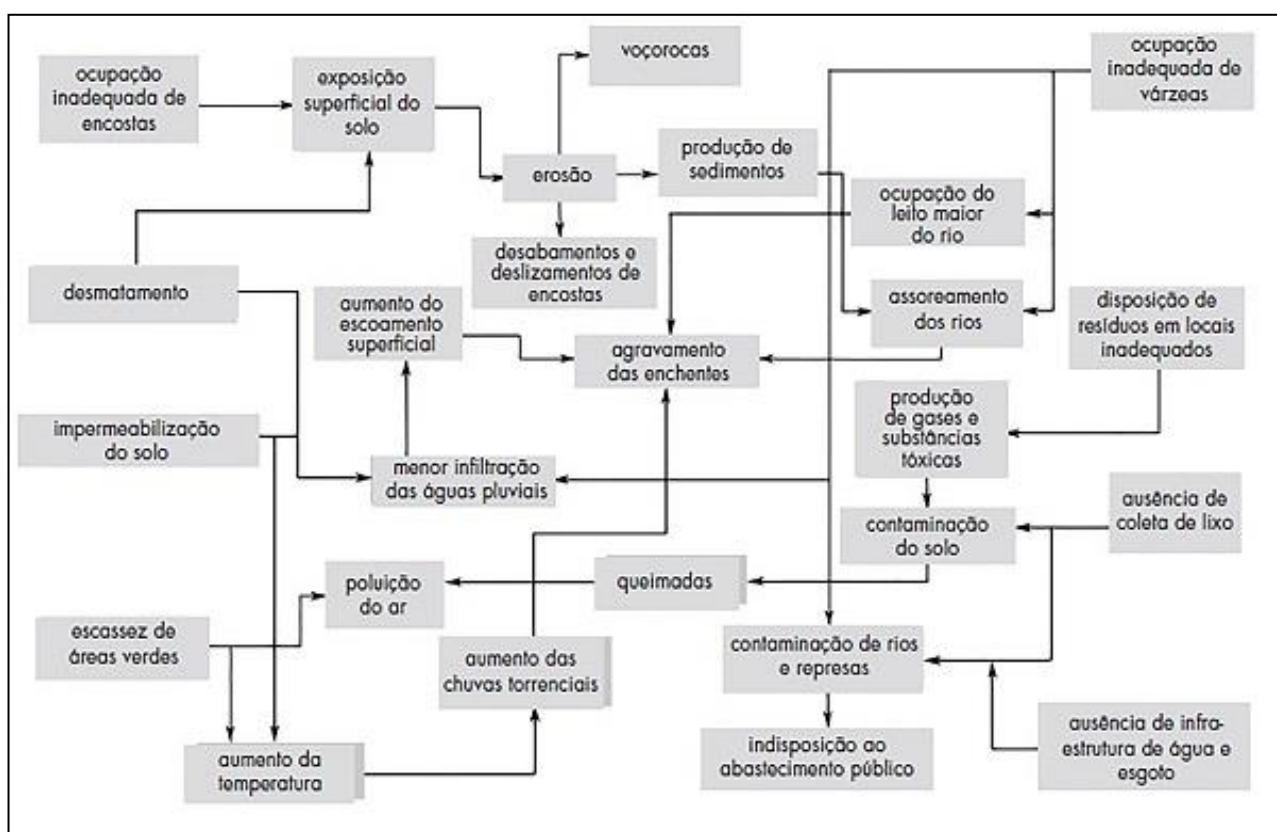 ocupação
inadequada de
encostas
exposição
superficial do
solo
voçorocas
ocupação
inadequada de
várzeas
erosão
produção de
sedimentos
ocupação do
leito maior
do rio
desabamentos e
deslizamentos de
encostas
desmatamento
aumento do
escoamento
superficial
agravamento
das enchentes
assoreamento
dos rios
disposição de
resíduos em locais
inadequados
impermeabilização
do solo
menor infiltração
das águas pluviais
produção
de gases e
substâncias
tóxicas
contaminação
do solo
ausência de
coleta de lixo
poluição
do ar
queimadas
escassez de
áreas verdes
aumento das
chuvas torrenciais
contaminação de rios
e represas
aumento da
temperatura
indisposição ao
abastecimento público
ausência de infra-
estrutura de água e
esgoto